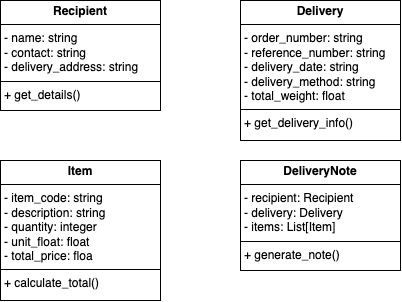 Recipient
- name: string
- contact: string
- delivery_address: string
+ get_details()
Delivery
- order_number: string
- reference_number: string
- delivery_date: string
- delivery_method: string
- total_weight: float
+ get_delivery_info()
Item
- item_code: string
- description: string
- quantity: integer
- unit_float: float
- total_price: floa
+ calculate_total()
DeliveryNote
- recipient: Recipient
- delivery: Delivery
- items: List[Item]
+ generate_note()